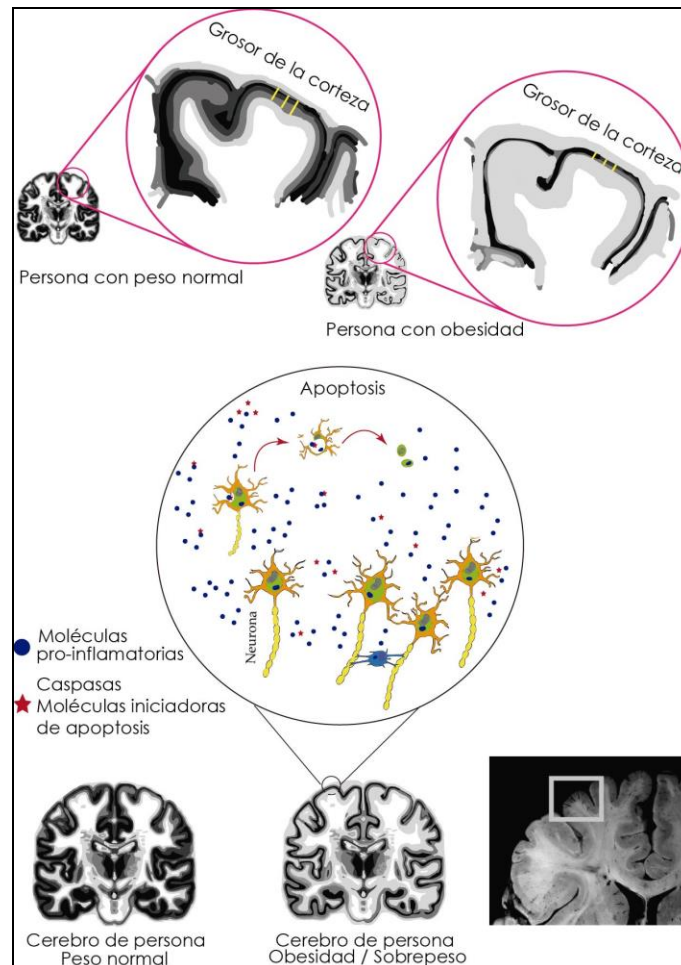 Grosor de la corteza
Grosor de la corteza
Persona con peso normal
Persona con obesidad
Apoptosis
Neurona
Moléculas
pro-inflamatorias
Caspasas
Moléculas iniciadoras
de apoptosis
Cerebro de persona
Peso normal
Cerebro de persona
Obesidad / Sobrepeso